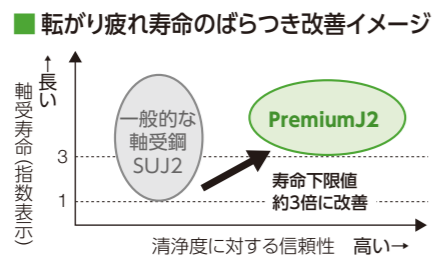 ■ 転がり疲れ寿命のばらつき改善イメージ
↑長い
軸受寿命(指数表示)
3
1
一般的な
軸受鋼
SUJ2
PremiumJ2
寿命下限値
約3倍に改善
清浄度に対する信頼性 高い→